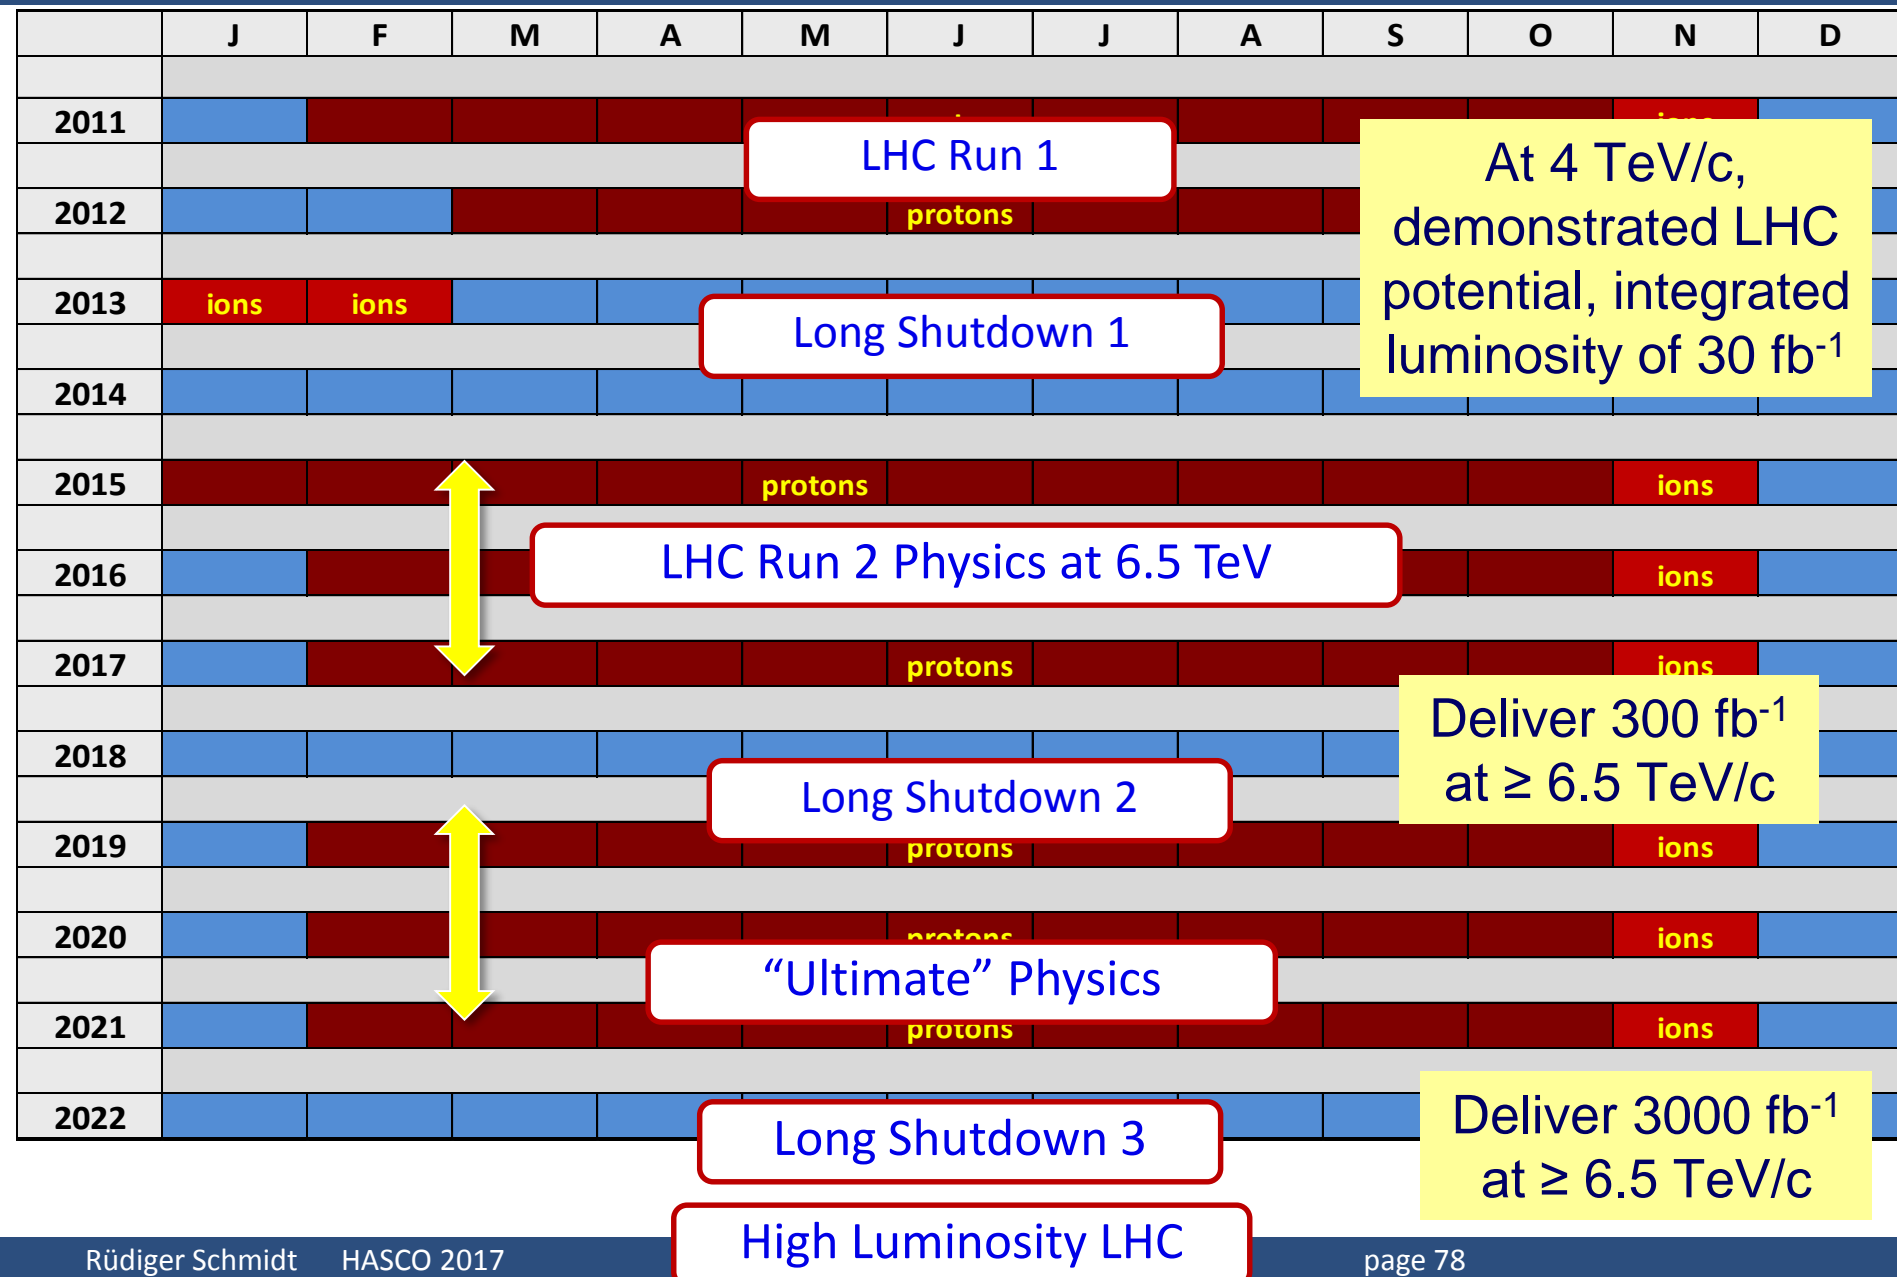 J F M A M J J A S O N D
2011
LHC Run 1
At 4 TeV/c,
demonstrated LHC
potential, integrated
luminosity of 30 fb-1
2012 protons
2013 ions ions
Long Shutdown 1
2014
2015 protons ions
LHC Run 2 Physics at 6.5 TeV
2016 ions
2017 protons ions
Deliver 300 fb-1
at ≥ 6.5 TeV/c
2018
Long Shutdown 2
2019 protons ions
2020 protons ions
“Ultimate” Physics
2021 protons ions
2022
Long Shutdown 3
Deliver 3000 fb-1
at ≥ 6.5 TeV/c
High Luminosity LHC
Rüdiger Schmidt HASCO 2017 page 78